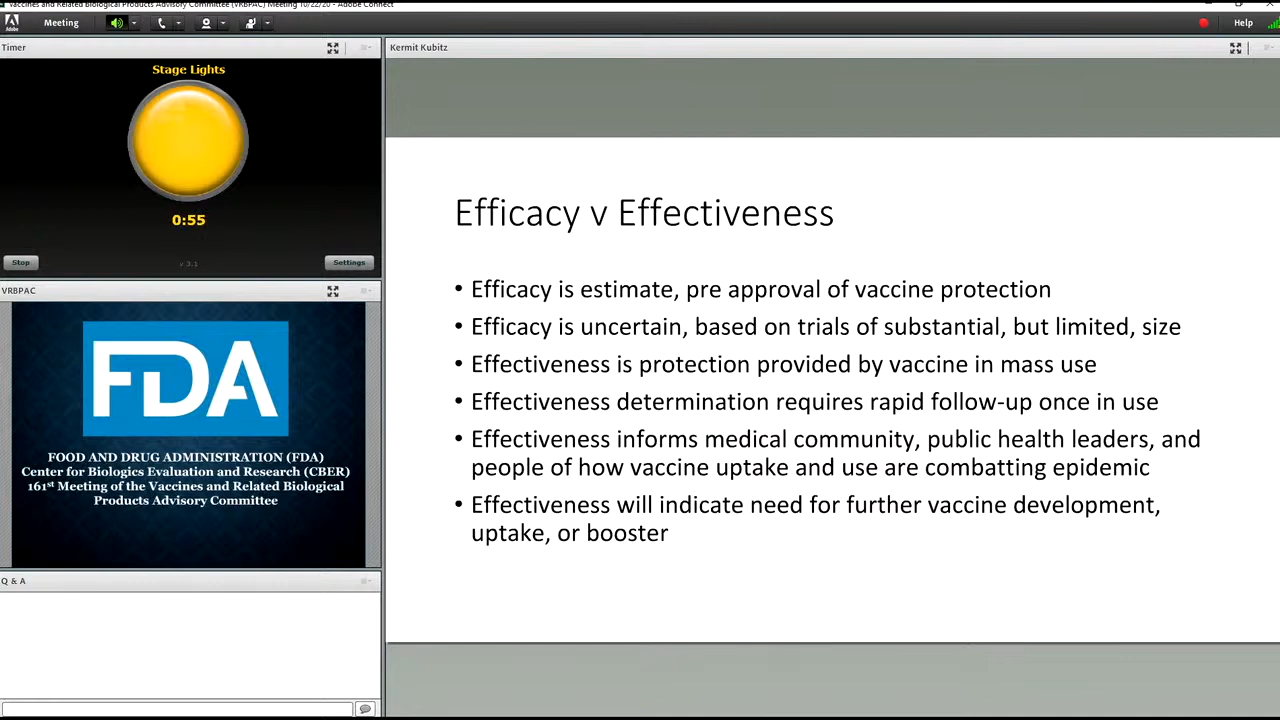 Vaccines and Related Biological Products Advisory Committee (VRBPAC) Meeting 10/22/20 - Adobe Connect
Adobe
Meeting
Help
Timer
Stage Lights
0:55
Stop
v 3.1
Settings
VRBPAC
FDA
FOOD AND DRUG ADMINISTRATION (FDA)
Center for Biologics Evaluation and Research (CBER)
161st Meeting of the Vaccines and Related Biological
Products Advisory Committee
Q & A
Kermit Kubitz
Efficacy v Effectiveness
• Efficacy is estimate, pre approval of vaccine protection
• Efficacy is uncertain, based on trials of substantial, but limited, size
• Effectiveness is protection provided by vaccine in mass use
• Effectiveness determination requires rapid follow-up once in use
• Effectiveness informs medical community, public health leaders, and
people of how vaccine uptake and use are combatting epidemic
• Effectiveness will indicate need for further vaccine development,
uptake, or booster